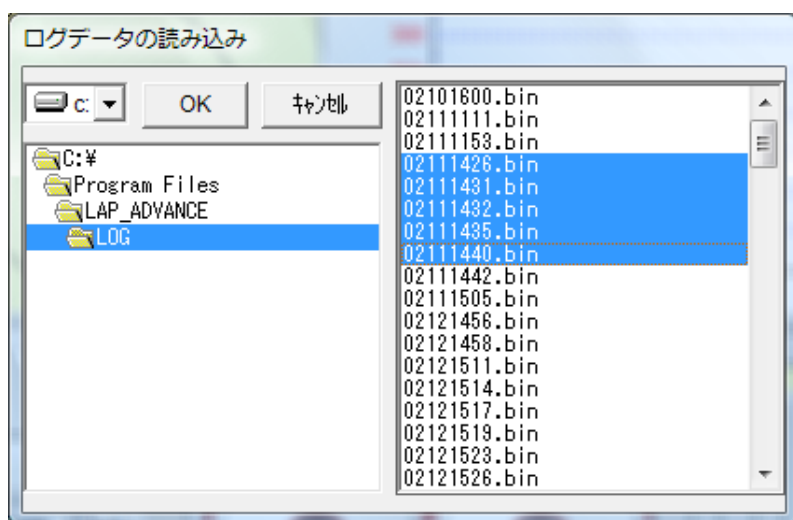 ログデータの読み込み
c:
OK
ｷｬﾝｾﾙ
C:¥
Program Files
LAP_ADVANCE
LOG
02101600.bin
02111111.bin
02111153.bin
02111426.bin
02111431.bin
02111432.bin
02111435.bin
02111440.bin
02111442.bin
02111505.bin
02121456.bin
02121458.bin
02121511.bin
02121514.bin
02121517.bin
02121519.bin
02121523.bin
02121526.bin